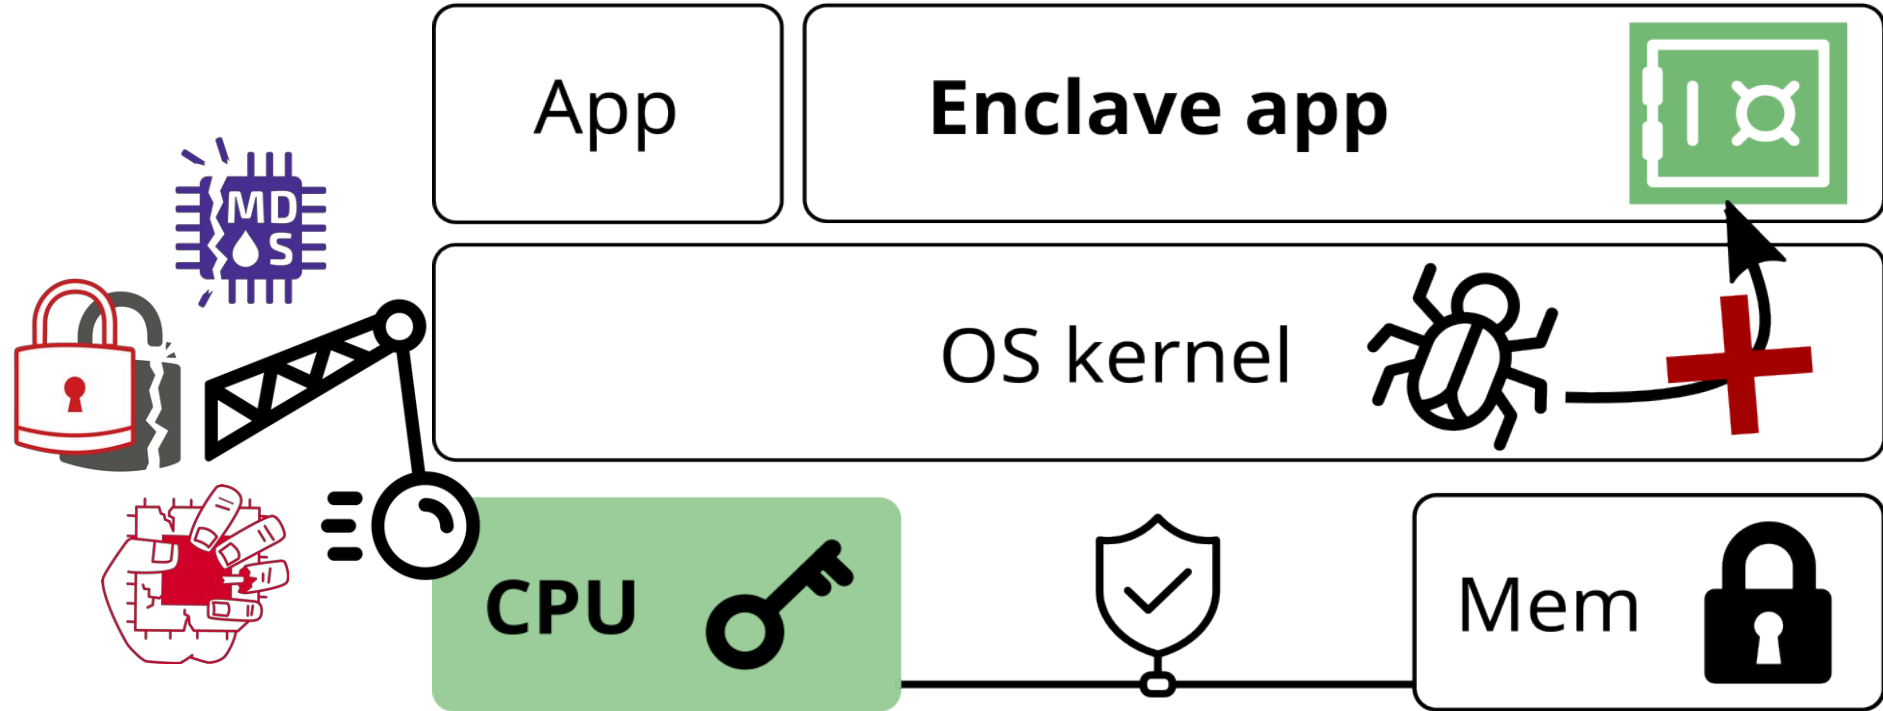 App
Enclave app
MD
S
OS kernel
CPU
Mem